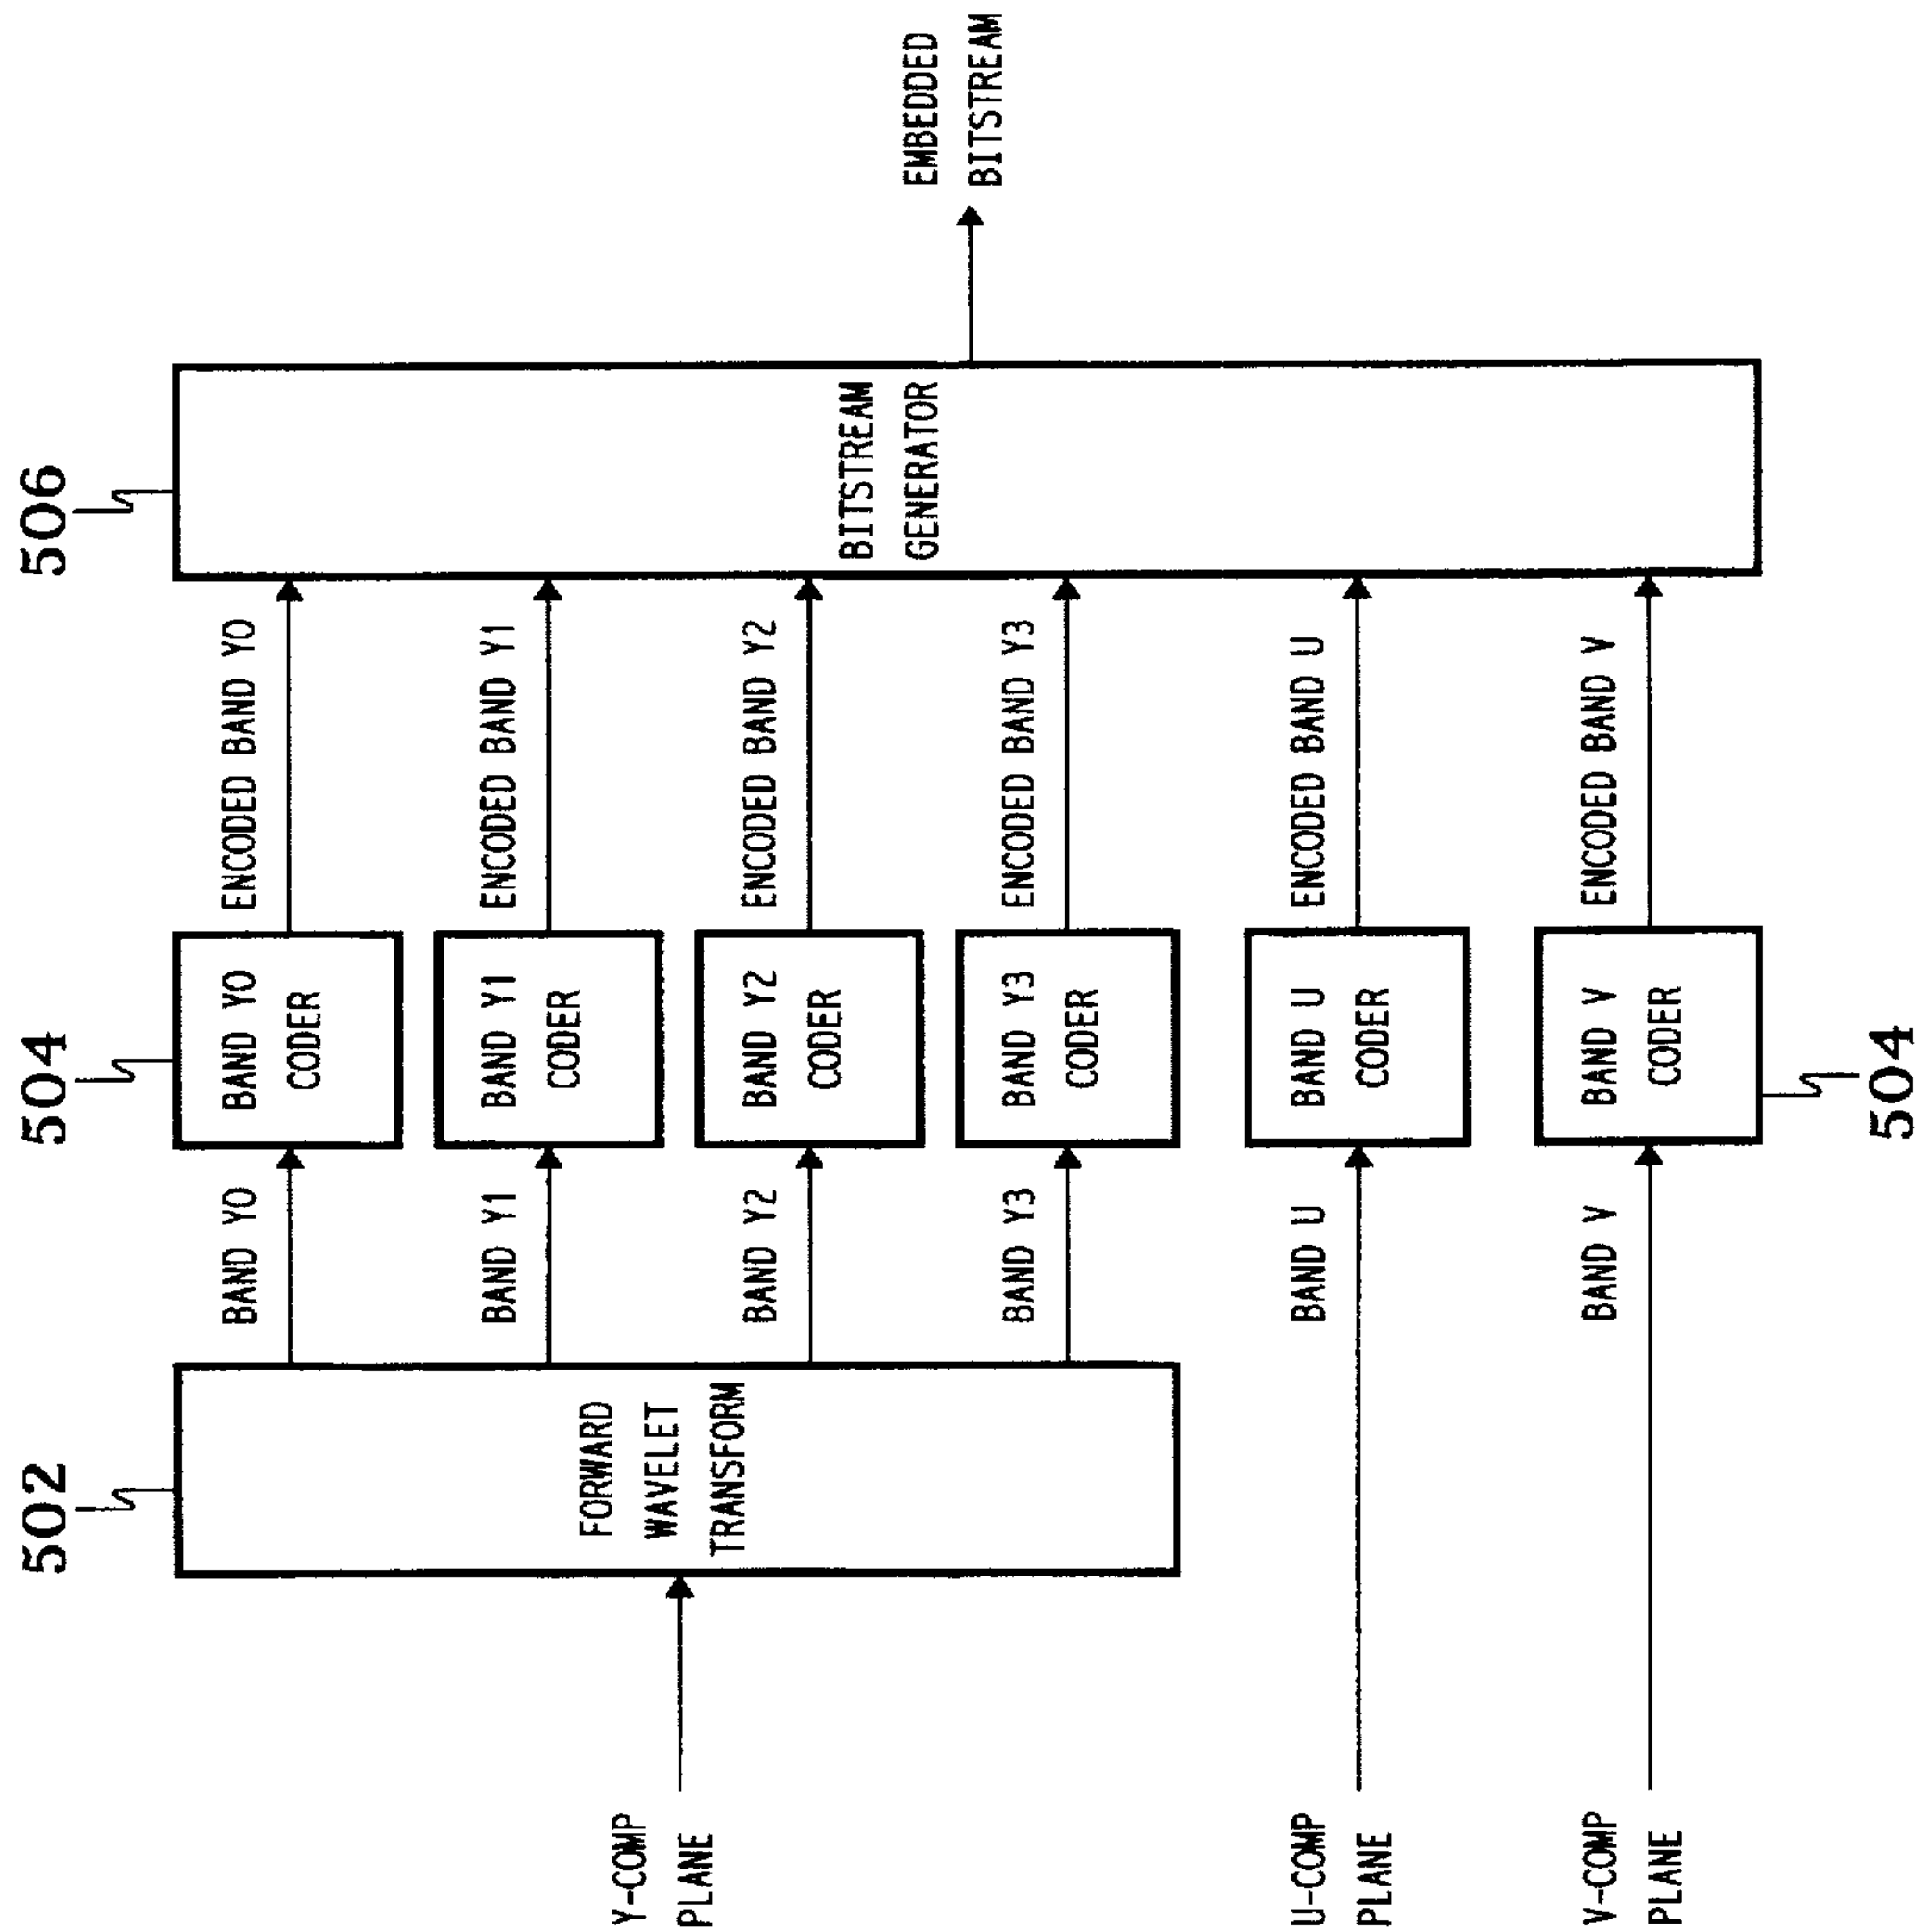 502
504
506
Y-COMP
PLANE
FORWARD
WAVELET
TRANSFORM
BAND Y0
BAND Y0
CODER
ENCODED BAND Y0
BAND Y1
BAND Y1
CODER
ENCODED BAND Y1
BAND Y2
BAND Y2
CODER
ENCODED BAND Y2
BAND Y3
BAND Y3
CODER
ENCODED BAND Y3
BITSTREAM
GENERATOR
EMBEDDED
BITSTREAM
U-COMP
PLANE
BAND U
BAND U
CODER
ENCODED BAND U
V-COMP
PLANE
BAND V
BAND V
CODER
ENCODED BAND V
504